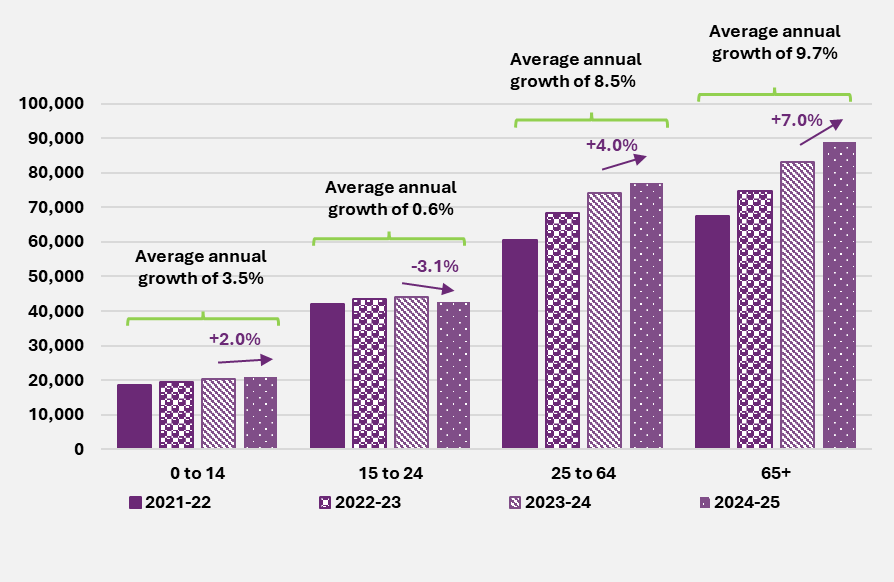 Average annual
growth of 9.7%
Average annual
growth of 8.5%
100,000
+7.0%
90,000
+4.0%
80,000
Average annual
growth of 0.6%
70,000
60,000
Average annual
growth of 3.5%
-3.1%
50,000
40,000
+2.0%
30,000
20,000
10,000
0
0 to 14 15 to 24 25 to 64 65+
2021-22 2022-23 2023-24 2024-25